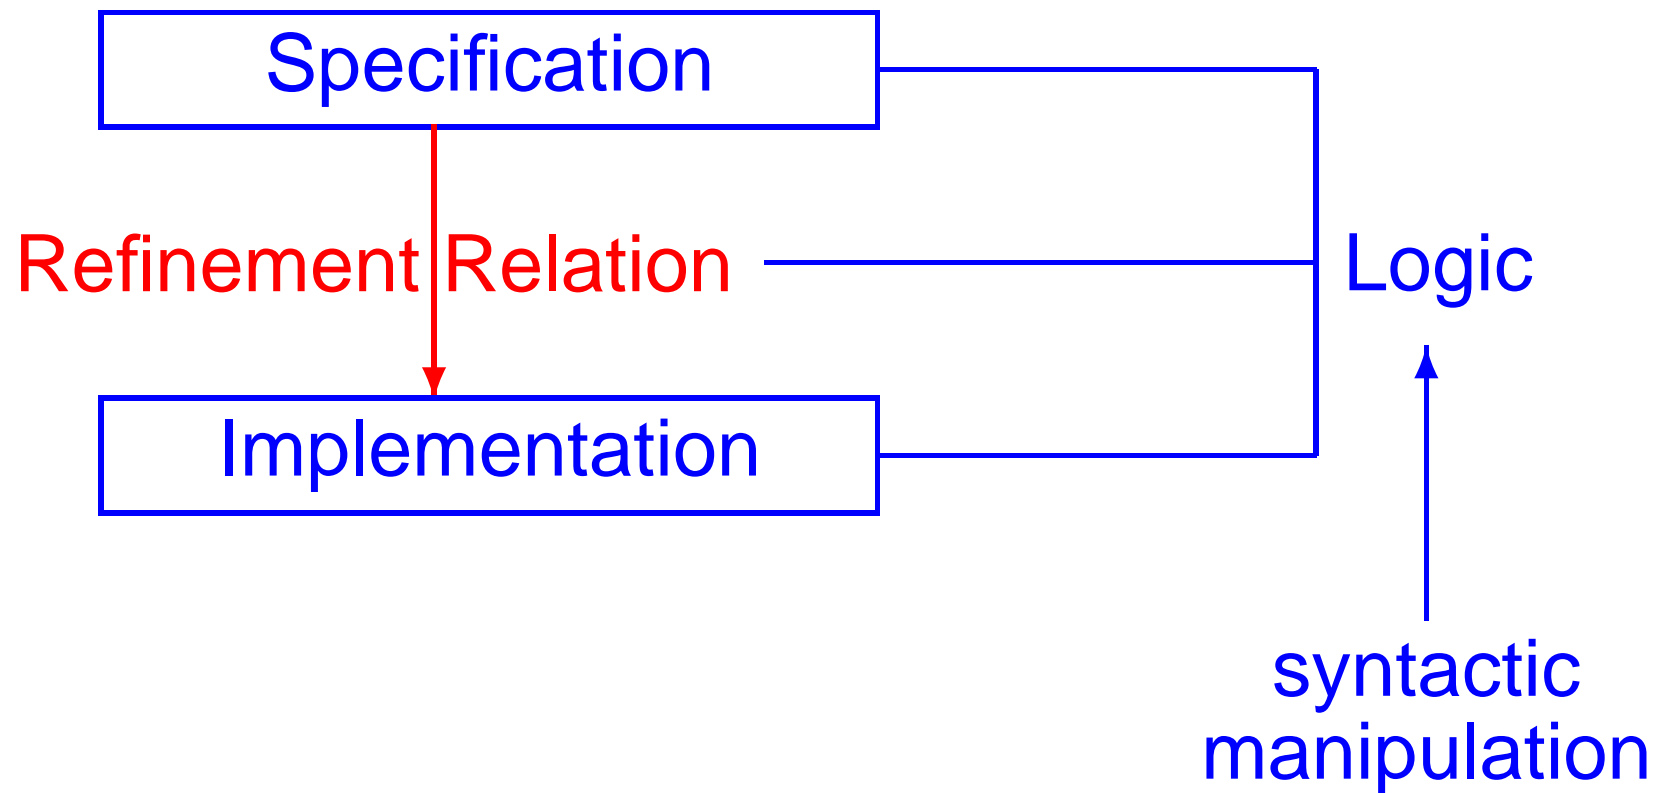 Specification
Refinement Relation
Logic
Implementation
syntactic
manipulation